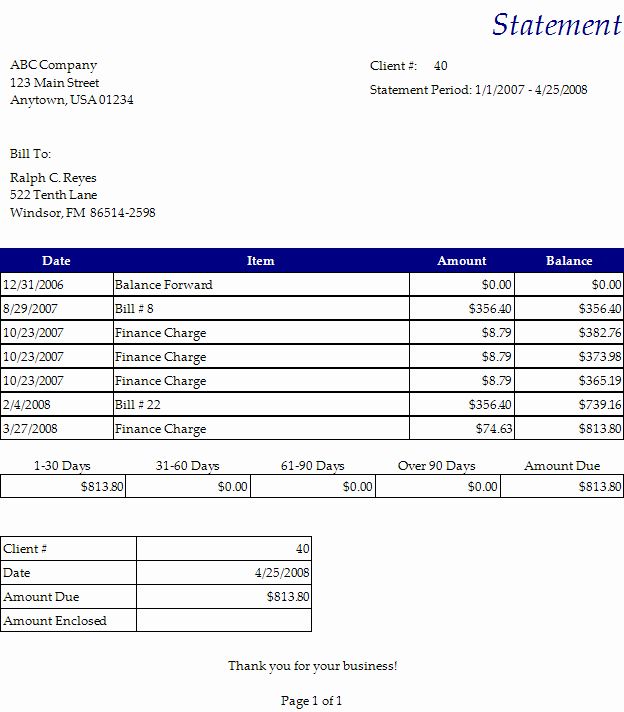 Statement
ABC Company
123 Main Street
Anytown, USA 01234
Client #: 40
Statement Period: 1/1/2007 - 4/25/2008
Bill To:
Ralph C. Reyes
522 Tenth Lane
Windsor, FM 86514-2598
Date Item Amount Balance
12/31/2006 Balance Forward $0.00 $0.00
8/29/2007 Bill # 8 $356.40 $356.40
10/23/2007 Finance Charge $8.79 $382.76
10/23/2007 Finance Charge $8.79 $373.98
10/23/2007 Finance Charge $8.79 $365.19
2/4/2008 Bill # 22 $356.40 $739.16
3/27/2008 Finance Charge $74.63 $813.80
1-30 Days 31-60 Days 61-90 Days Over 90 Days Amount Due
$813.80 $0.00 $0.00 $0.00 $813.80
Client # 40
Date 4/25/2008
Amount Due $813.80
Amount Enclosed
Thank you for your business!
Page 1 of 1